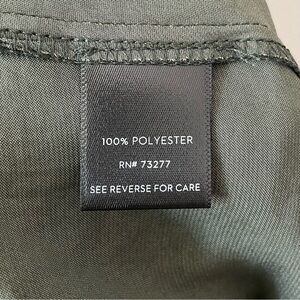 100% POLYESTER
RN# 73277
SEE REVERSE FOR CARE